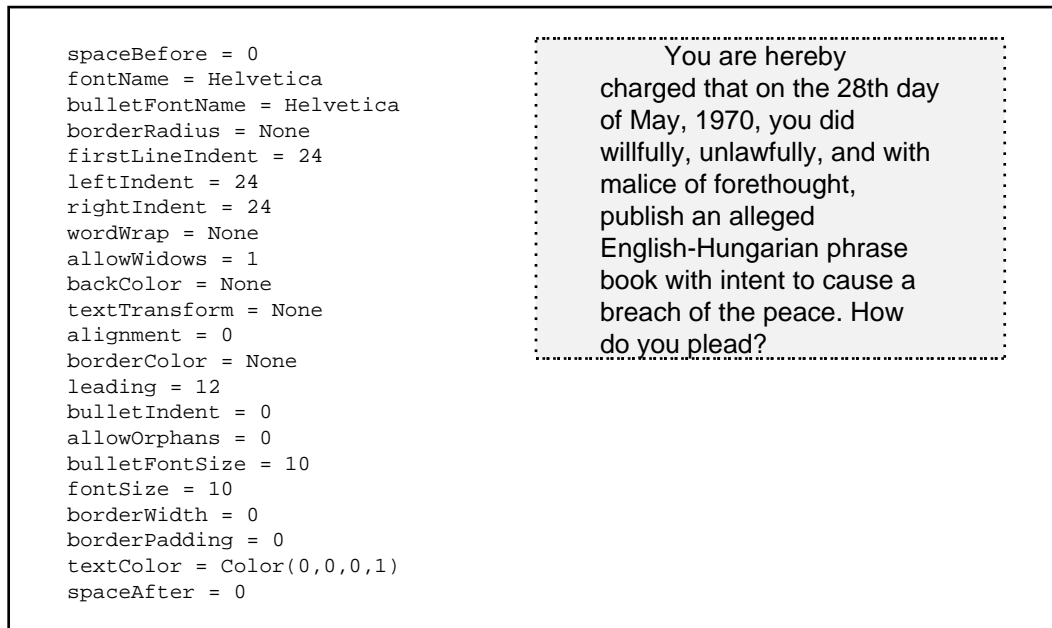 spaceBefore = 0
fontName = Helvetica
bulletFontName = Helvetica
borderRadius = None
firstLineIndent = 24
leftIndent = 24
rightIndent = 24
wordWrap = None
allowWidows = 1
backColor = None
textTransform = None
alignment = 0
borderColor = None
leading = 12
bulletIndent = 0
allowOrphans = 0
bulletFontSize = 10
fontSize = 10
borderWidth = 0
borderPadding = 0
textColor = Color(0,0,0,1)
spaceAfter = 0
You are hereby
charged that on the 28th day
of May, 1970, you did
willfully, unlawfully, and with
malice of forethought,
publish an alleged
English-Hungarian phrase
book with intent to cause a
breach of the peace. How
do you plead?